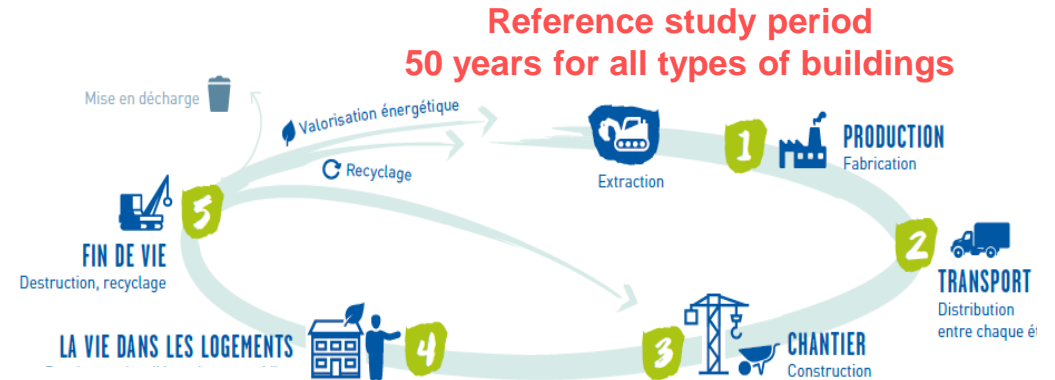 Reference study period
50 years for all types of buildings
Mise en décharge
Valorisation énergétique
Recyclage
Extraction
1
PRODUCTION
Fabrication
2
TRANSPORT
Distribution
entre chaque
3
CHANTIER
Construction
4
LA VIE DANS LES LOGEMENTS
5
FIN DE VIE
Destruction, recyclage